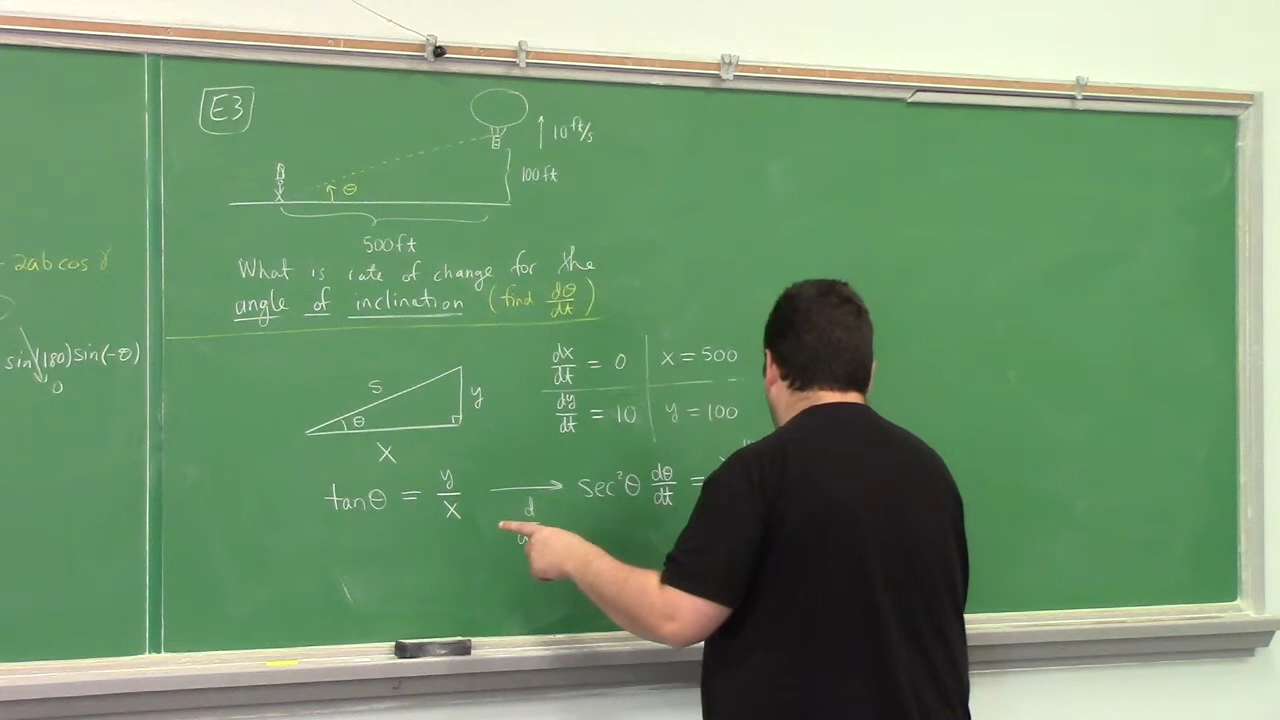 E3
10 ft/s
100 ft
θ
500 ft
What is rate of change for the
angle of inclination (find dθ/dt)
- 2ab cos γ
sin(180) sin(-θ)
0
dx/dt = 0
x = 500
dy/dt = 10
y = 100
s
y
θ
x
tan θ = y/x
d
sec²θ dθ/dt =